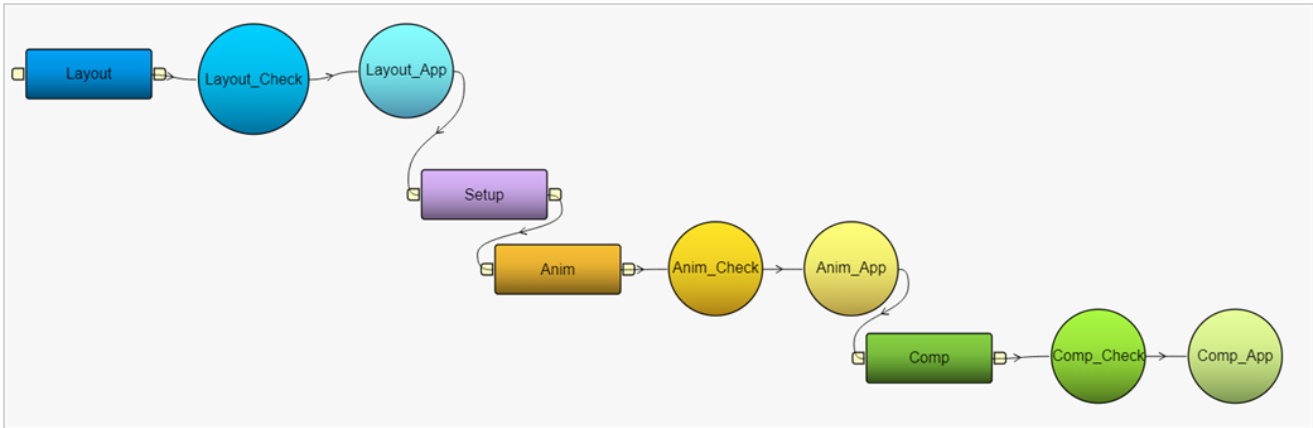 Layout
Layout_Check
Layout_App
Setup
Anim
Anim_Check
Anim_App
Comp
Comp_Check
Comp_App